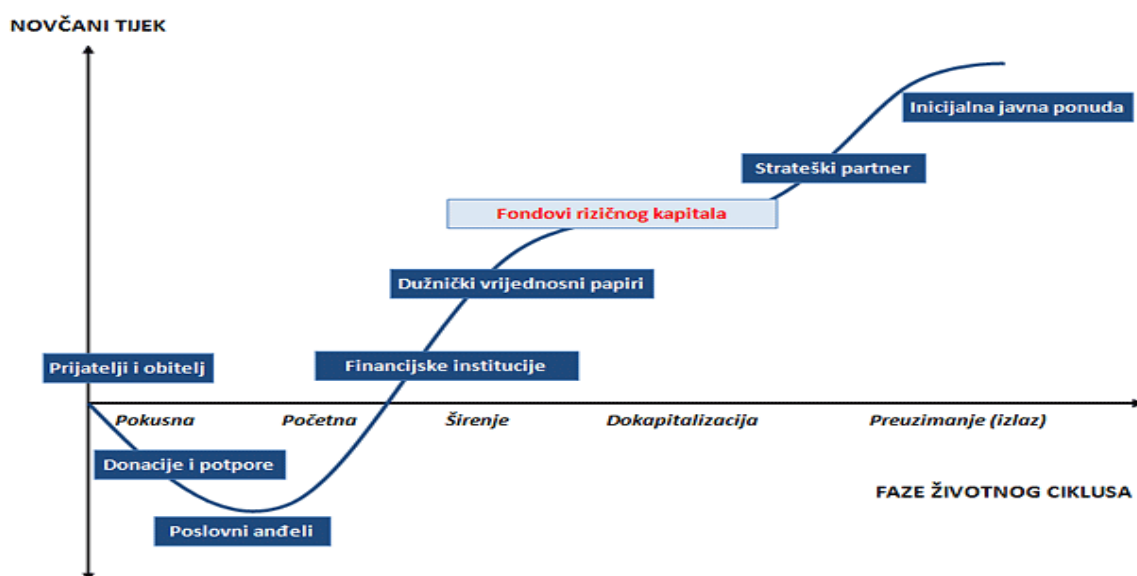 NOVČANI TIJEK
Inicijalna javna ponuda
Strateški partner
Fondovi rizičnog kapitala
Dužnički vrijednosni papiri
Prijatelji i obitelj
Financijske institucije
Pokusna
Početna
Širenje
Dokapitalizacija
Preuzimanje (izlaz)
Donacije i potpore
FAZE ŽIVOTNOG CIKLUSA
Poslovni anđeli